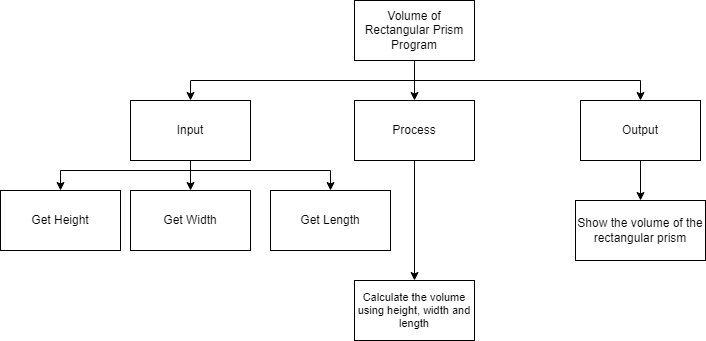 Volume of
Rectangular Prism
Program
Input
Process
Output
Get Height
Get Width
Get Length
Show the volume of the
rectangular prism
Calculate the volume
using height, width and
length